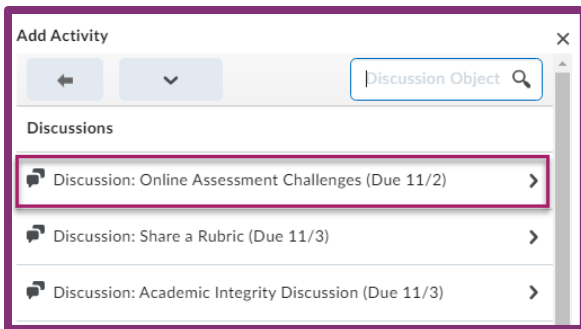 Add Activity
Discussion Object
Discussions
Discussion: Online Assessment Challenges (Due 11/2)
Discussion: Share a Rubric (Due 11/3)
Discussion: Academic Integrity Discussion (Due 11/3)